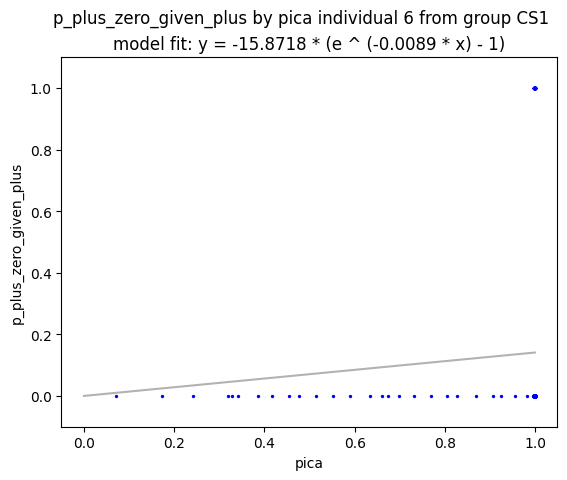 p_plus_zero_given_plus by pica individual 6 from group CS1
model fit: y = -15.8718 * (e ^ (-0.0089 * x) - 1)
1.0
0.8
0.6
0.4
0.2
0.0
p_plus_zero_given_plus
0.0 0.2 0.4 0.6 0.8 1.0
pica